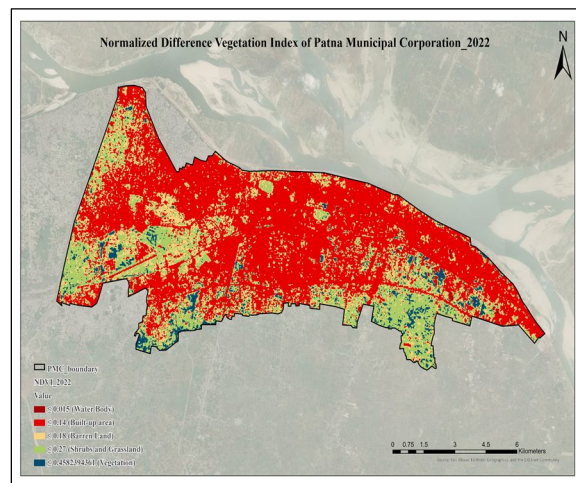 Normalized Difference Vegetation Index of Patna Municipal Corporation_2022
N
PMC_boundary
NDVI_2022
Value
≤ 0.015 (Water Body)
≤ 0.14 (Built-up area)
≤ 0.18 (Barren Land)
≤ 0.27 (Shrubs and Grassland)
≤ 0.4582394361 (Vegetation)
0 0.75 1.5 3 4.5 6
Kilometers